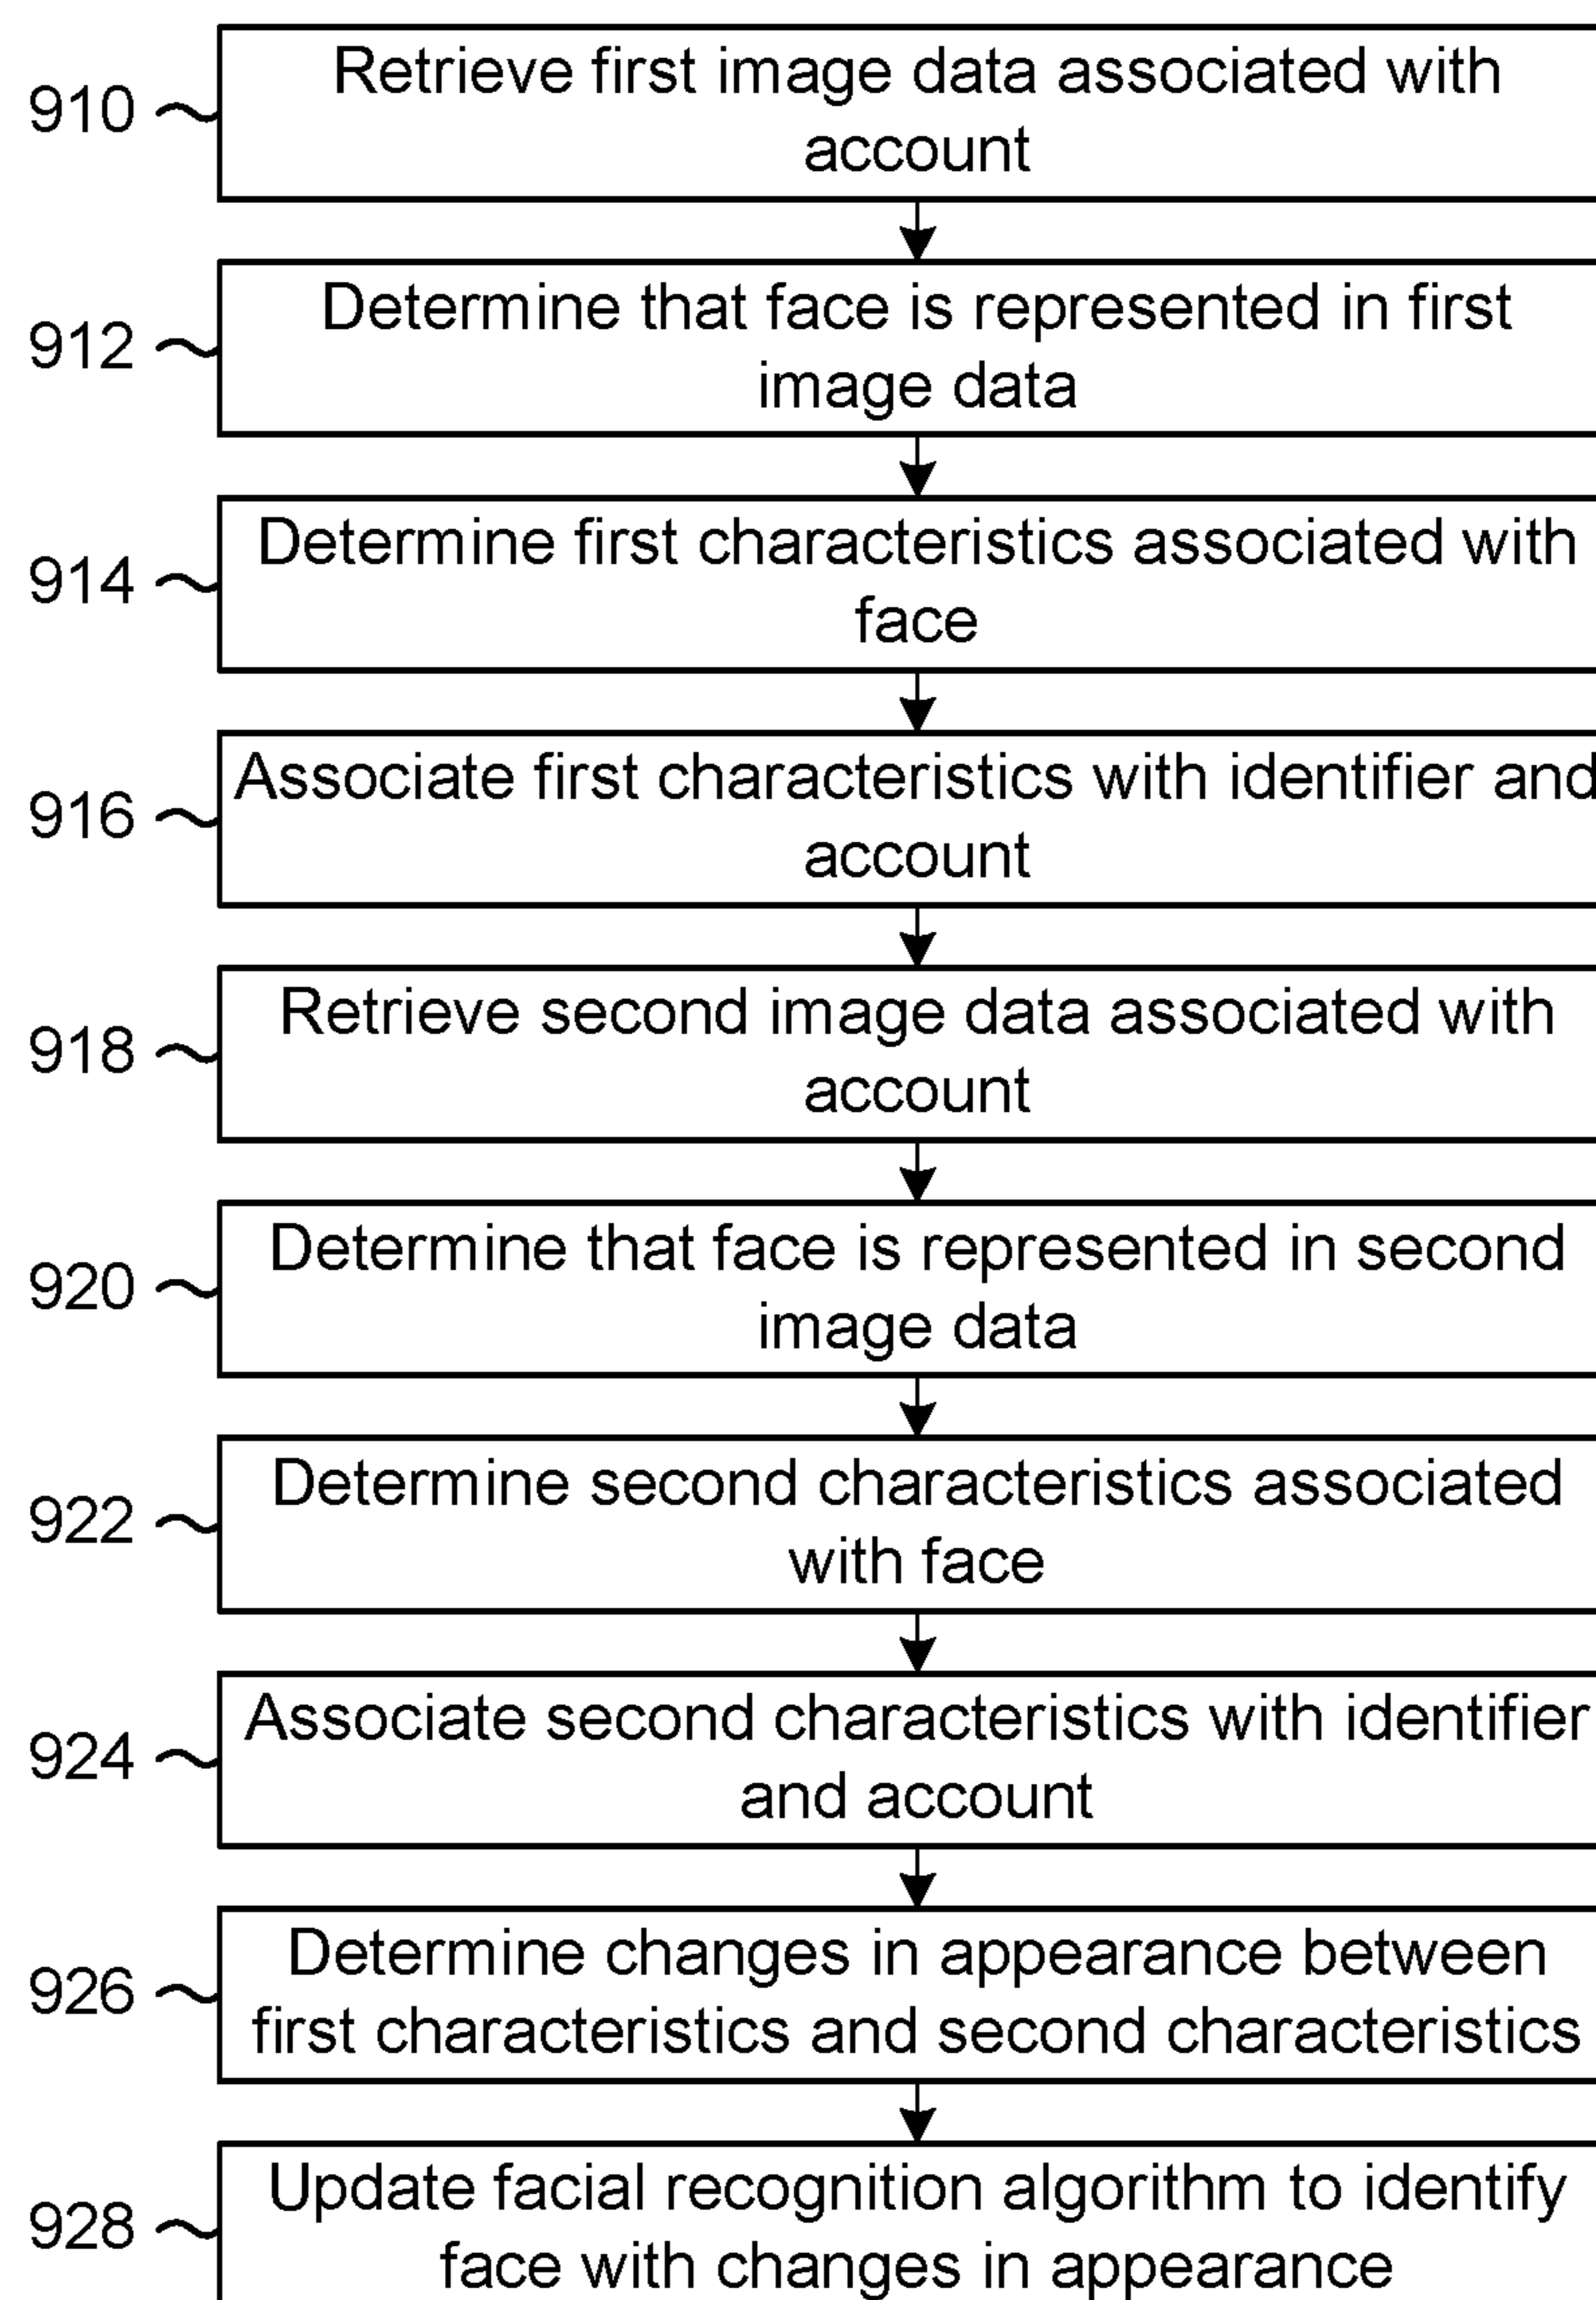 910
Retrieve first image data associated with
account
912
Determine that face is represented in first
image data
914
Determine first characteristics associated with
face
916
Associate first characteristics with identifier and
account
918
Retrieve second image data associated with
account
920
Determine that face is represented in second
image data
922
Determine second characteristics associated
with face
924
Associate second characteristics with identifier
and account
926
Determine changes in appearance between
first characteristics and second characteristics
928
Update facial recognition algorithm to identify
face with changes in appearance